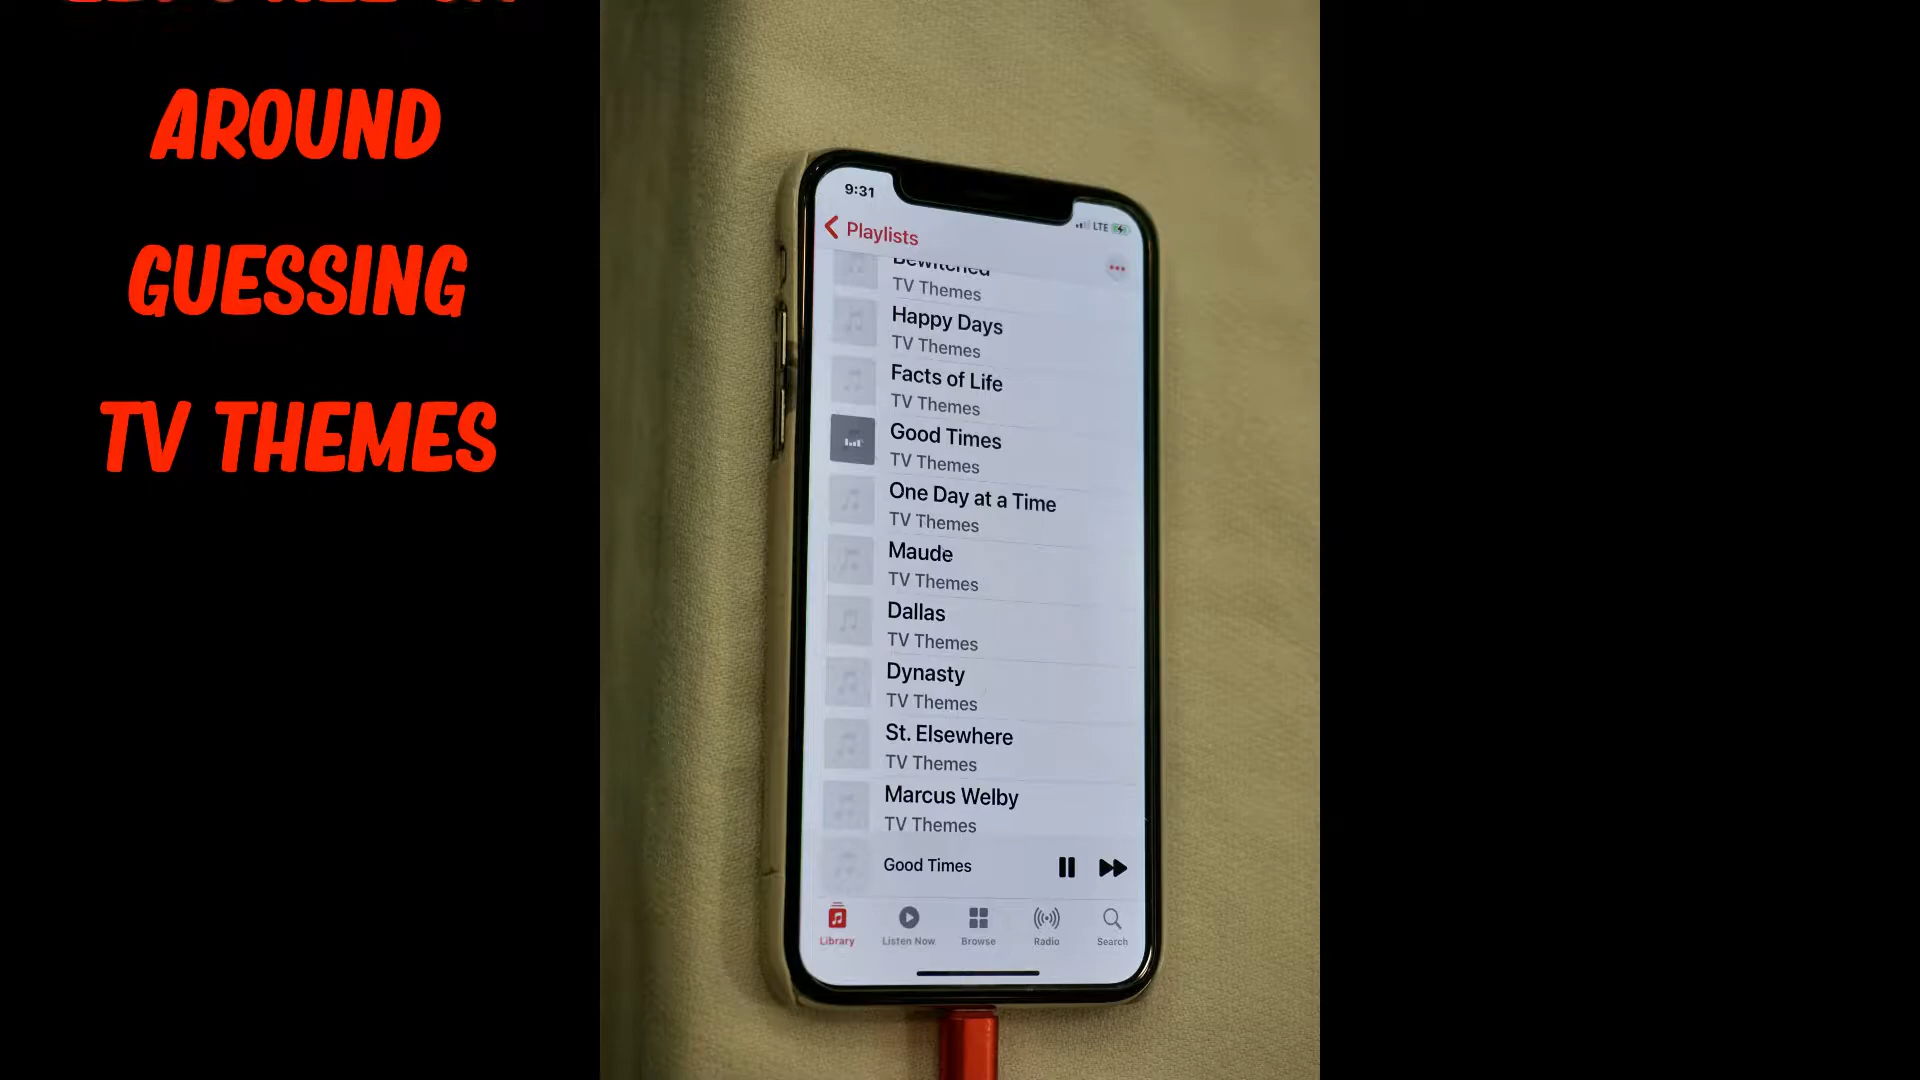 AROUND
GUESSING
TV THEMES
9:31
LTE
Playlists
Bewitched
TV Themes
Happy Days
TV Themes
Facts of Life
TV Themes
Good Times
TV Themes
One Day at a Time
TV Themes
Maude
TV Themes
Dallas
TV Themes
Dynasty
TV Themes
St. Elsewhere
TV Themes
Marcus Welby
TV Themes
Good Times
Library
Listen Now
Browse
Radio
Search